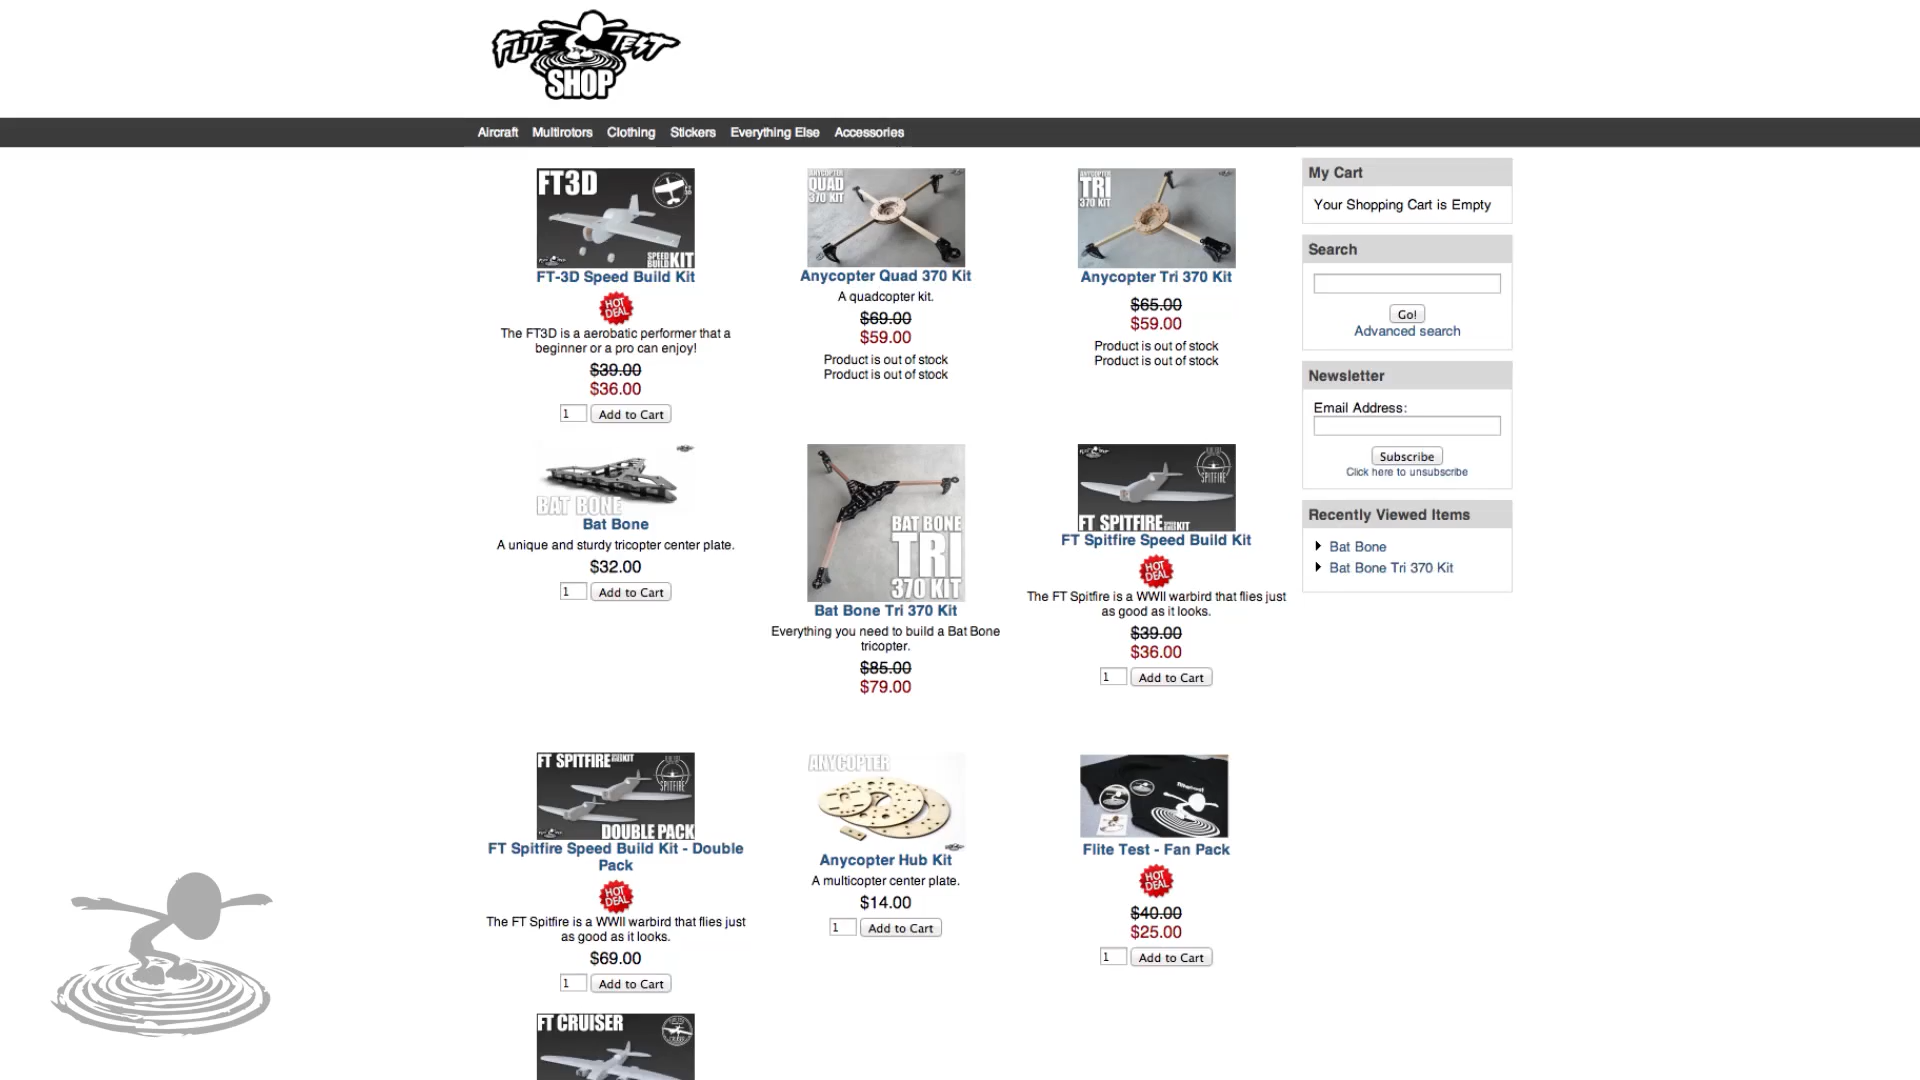 FLITE TEST
SHOP
Aircraft Multirotors Clothing Stickers Everything Else Accessories
FT3D
SPEED BUILD KIT
FT-3D Speed Build Kit
HOT DEAL
The FT3D is a aerobatic performer that a
beginner or a pro can enjoy!
$39.00
$36.00
1 Add to Cart
ANYCOPTER
QUAD
370 KIT
Anycopter Quad 370 Kit
A quadcopter kit.
$69.00
$59.00
Product is out of stock
Product is out of stock
ANYCOPTER
TRI
370 KIT
Anycopter Tri 370 Kit
$65.00
$59.00
Product is out of stock
Product is out of stock
My Cart
Your Shopping Cart is Empty
Search
Go!
Advanced search
Newsletter
Email Address:
Subscribe
Click here to unsubscribe
Recently Viewed Items
Bat Bone
Bat Bone Tri 370 Kit
BAT BONE
Bat Bone
A unique and sturdy tricopter center plate.
$32.00
1 Add to Cart
BAT BONE
TRI
370 KIT
Bat Bone Tri 370 Kit
Everything you need to build a Bat Bone
tricopter.
$85.00
$79.00
SPITFIRE
FT SPITFIRE KIT
FT Spitfire Speed Build Kit
HOT DEAL
The FT Spitfire is a WWII warbird that flies just
as good as it looks.
$39.00
$36.00
1 Add to Cart
FT SPITFIRE KIT
SPITFIRE
DOUBLE PACK
FT Spitfire Speed Build Kit - Double
Pack
HOT DEAL
The FT Spitfire is a WWII warbird that flies just
as good as it looks.
$69.00
1 Add to Cart
ANYCOPTER
Anycopter Hub Kit
A multicopter center plate.
$14.00
1 Add to Cart
Flite Test - Fan Pack
HOT DEAL
$40.00
$25.00
1 Add to Cart
FT CRUISER